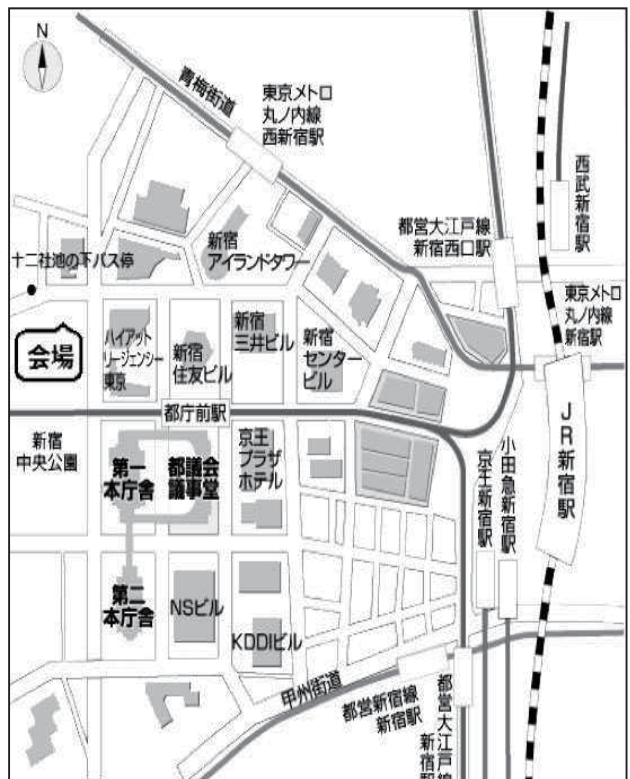 N
青梅街道
東京メトロ
丸ノ内線
西新宿駅
西武新宿駅
都営大江戸線
新宿西口駅
十二社池の下バス停
新宿
アイランドタワー
東京メトロ
丸ノ内線
新宿駅
会場
ハイアット
リージェンシー
東京
新宿
住友ビル
新宿
三井ビル
新宿
センター
ビル
都庁前駅
JR新宿駅
新宿
中央公園
第一
本庁舎
都議会
議事堂
京王
プラザ
ホテル
京王新宿駅
小田急新宿駅
第二
本庁舎
NSビル
KDDIビル
甲州街道
都営新宿線
新宿駅
都営大江戸線
新宿駅